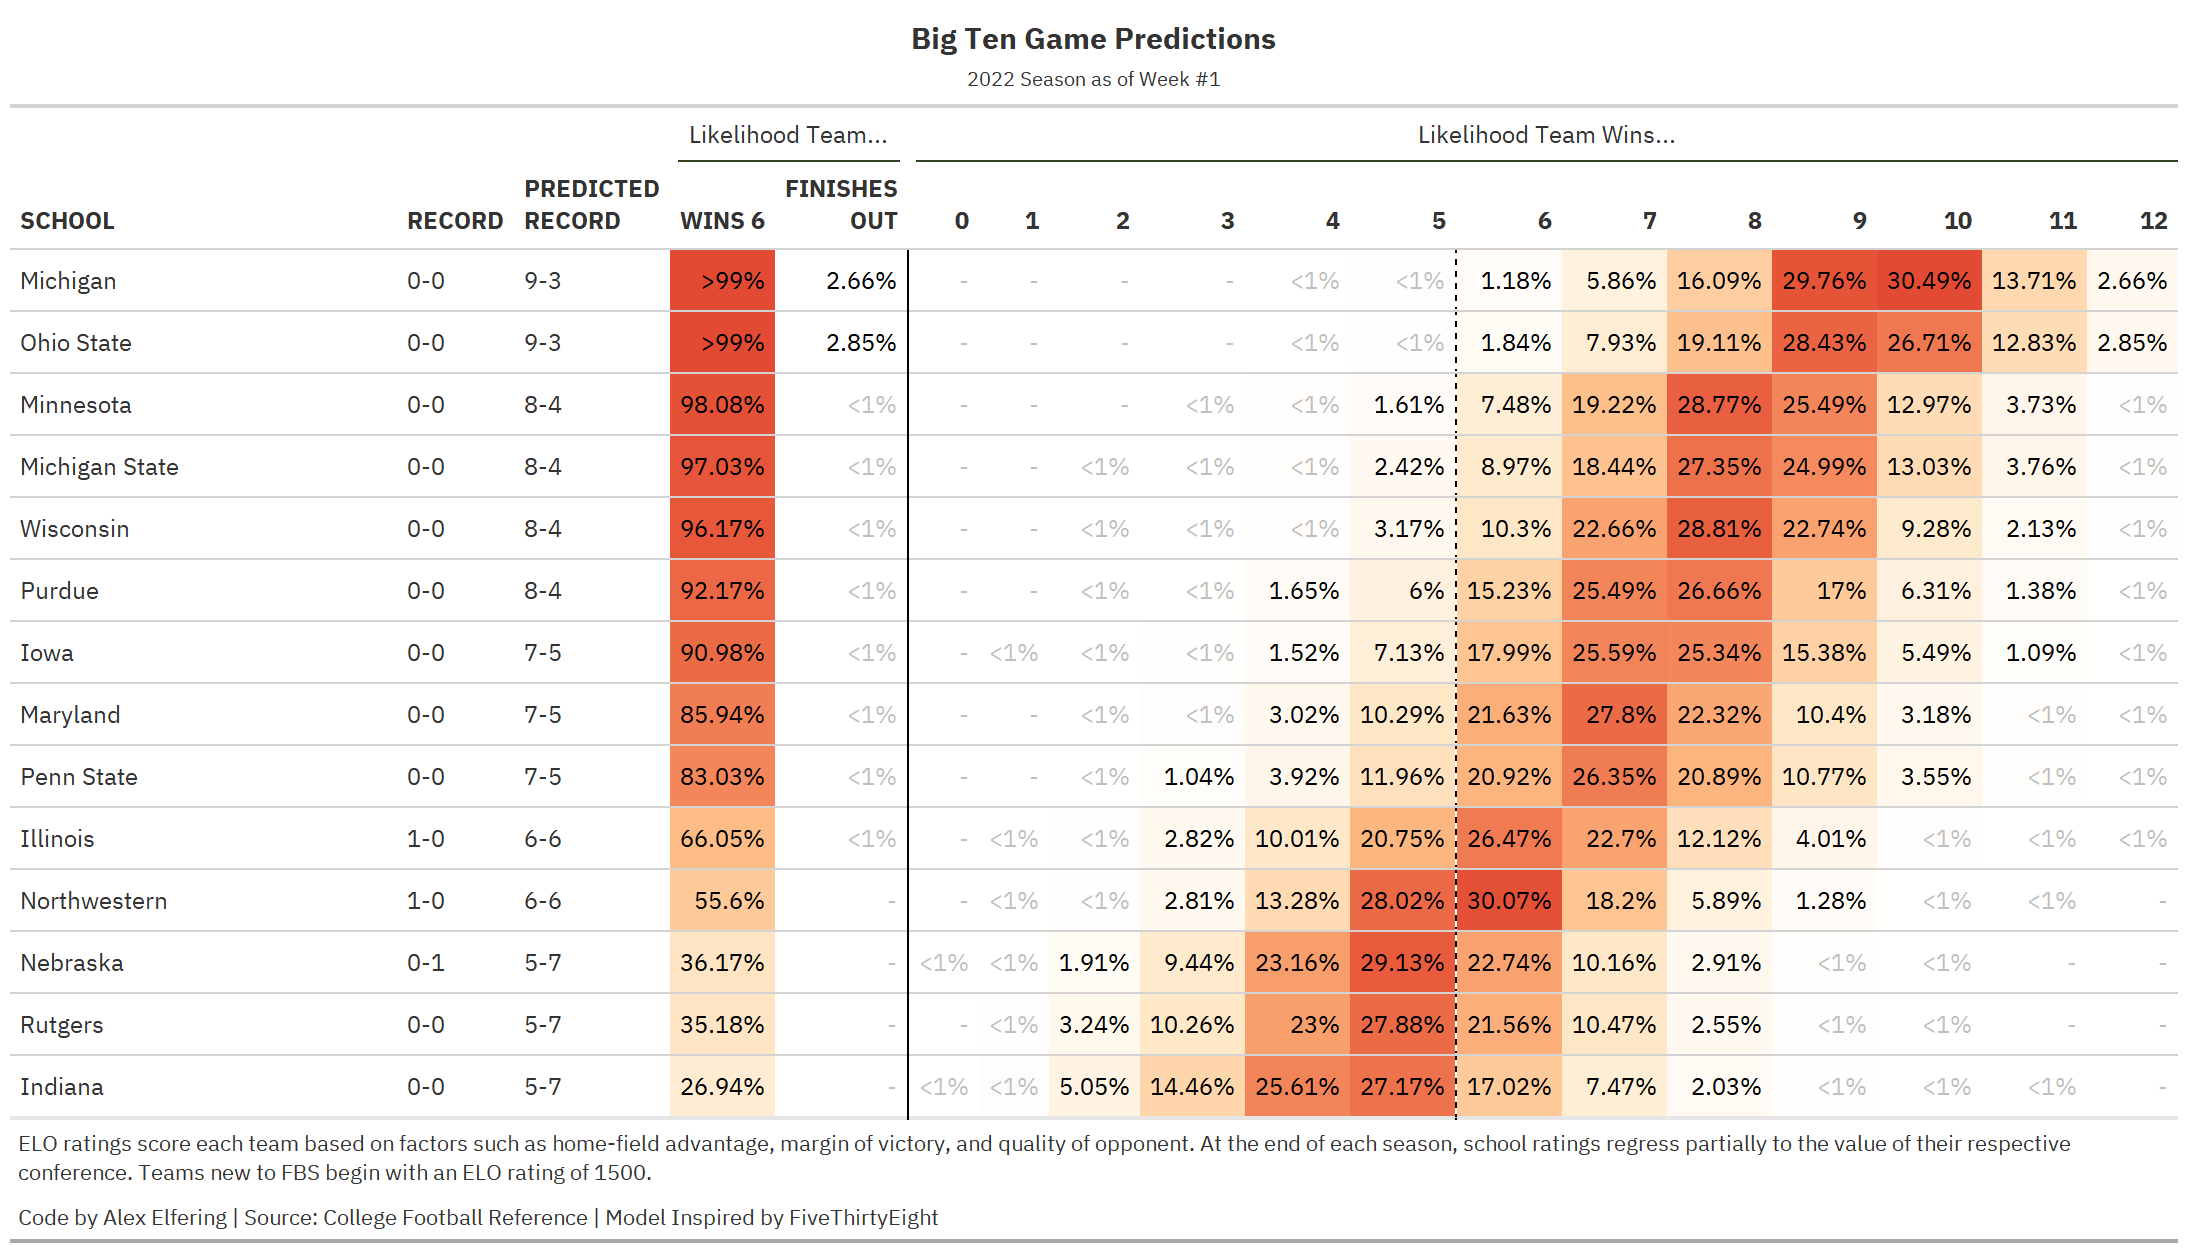 Big Ten Game Predictions
2022 Season as of Week #1
Likelihood Team... Likelihood Team Wins...
SCHOOL RECORD PREDICTED RECORD WINS 6 FINISHES OUT 0 1 2 3 4 5 6 7 8 9 10 11 12
Michigan 0-0 9-3 >99% 2.66% - - - - <1% <1% 1.18% 5.86% 16.09% 29.76% 30.49% 13.71% 2.66%
Ohio State 0-0 9-3 >99% 2.85% - - - - <1% <1% 1.84% 7.93% 19.11% 28.43% 26.71% 12.83% 2.85%
Minnesota 0-0 8-4 98.08% <1% - - - <1% <1% 1.61% 7.48% 19.22% 28.77% 25.49% 12.97% 3.73% <1%
Michigan State 0-0 8-4 97.03% <1% - - <1% <1% <1% 2.42% 8.97% 18.44% 27.35% 24.99% 13.03% 3.76% <1%
Wisconsin 0-0 8-4 96.17% <1% - - <1% <1% <1% 3.17% 10.3% 22.66% 28.81% 22.74% 9.28% 2.13% <1%
Purdue 0-0 8-4 92.17% <1% - - <1% <1% 1.65% 6% 15.23% 25.49% 26.66% 17% 6.31% 1.38% <1%
Iowa 0-0 7-5 90.98% <1% - <1% <1% <1% 1.52% 7.13% 17.99% 25.59% 25.34% 15.38% 5.49% 1.09% <1%
Maryland 0-0 7-5 85.94% <1% - - <1% <1% 3.02% 10.29% 21.63% 27.8% 22.32% 10.4% 3.18% <1% <1%
Penn State 0-0 7-5 83.03% <1% - - <1% 1.04% 3.92% 11.96% 20.92% 26.35% 20.89% 10.77% 3.55% <1% <1%
Illinois 1-0 6-6 66.05% <1% - <1% <1% 2.82% 10.01% 20.75% 26.47% 22.7% 12.12% 4.01% <1% <1% <1%
Northwestern 1-0 6-6 55.6% - - <1% <1% 2.81% 13.28% 28.02% 30.07% 18.2% 5.89% 1.28% <1% <1% -
Nebraska 0-1 5-7 36.17% - <1% <1% 1.91% 9.44% 23.16% 29.13% 22.74% 10.16% 2.91% <1% <1% - -
Rutgers 0-0 5-7 35.18% - - <1% 3.24% 10.26% 23% 27.88% 21.56% 10.47% 2.55% <1% <1% - -
Indiana 0-0 5-7 26.94% - <1% <1% 5.05% 14.46% 25.61% 27.17% 17.02% 7.47% 2.03% <1% <1% <1% -
ELO ratings score each team based on factors such as home-field advantage, margin of victory, and quality of opponent. At the end of each season, school ratings regress partially to the value of their respective
conference. Teams new to FBS begin with an ELO rating of 1500.
Code by Alex Elfering | Source: College Football Reference | Model Inspired by FiveThirtyEight